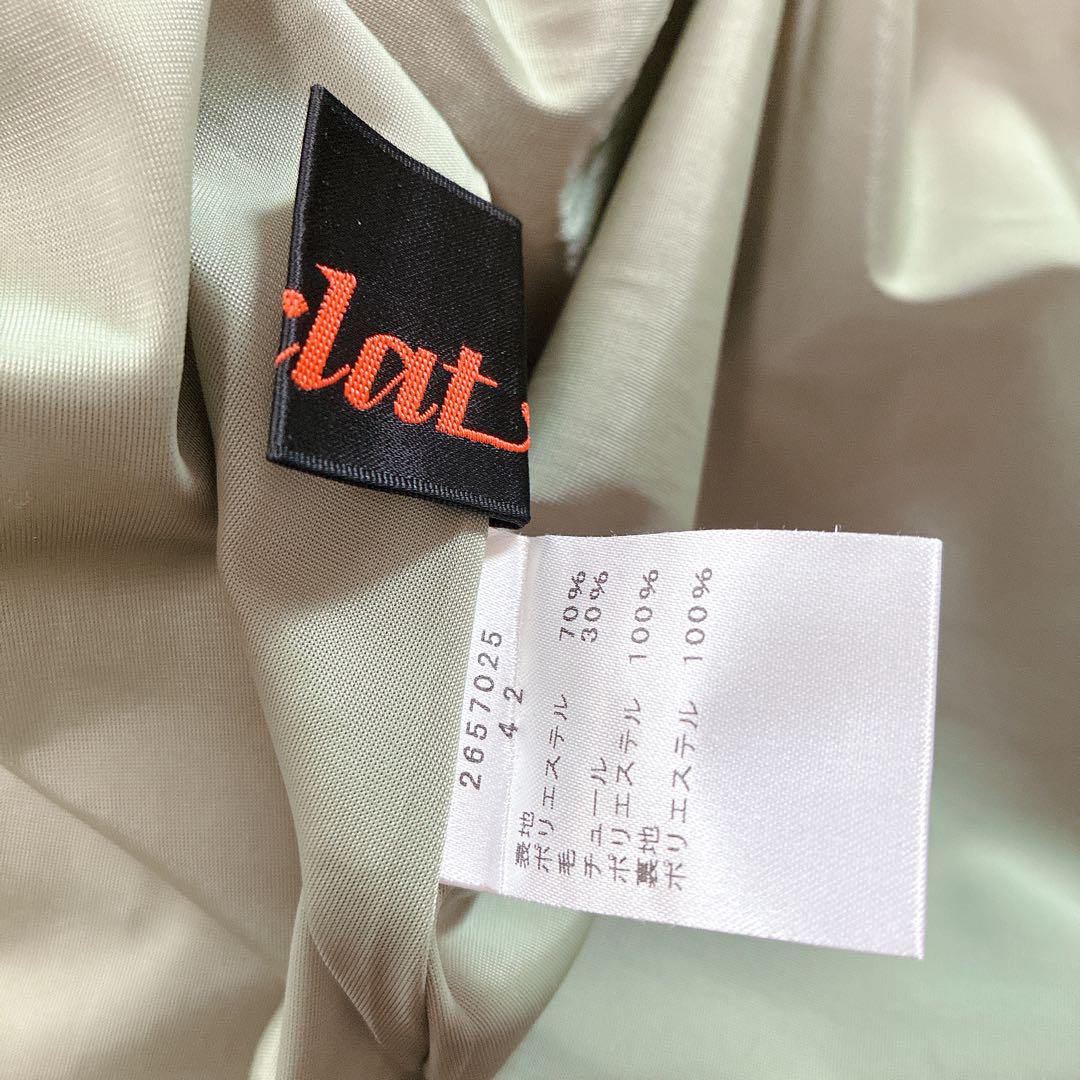 lat
2657025
42
表地
ポリエステル 70%
毛 30%
チュール
ポリエステル 100%
裏地
ポリエステル 100%